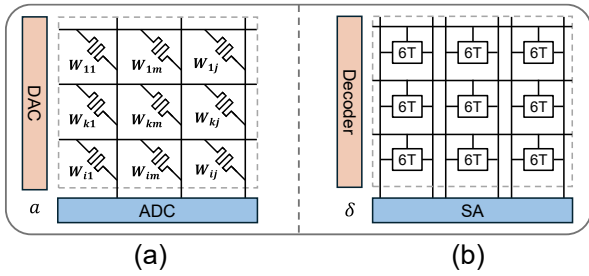 DAC
W11 W1m W1j
Wk1 Wkm Wkj
Wi1 Wim Wij
a
ADC
(a)
Decoder
6T 6T 6T
6T 6T 6T
6T 6T 6T
δ
SA
(b)